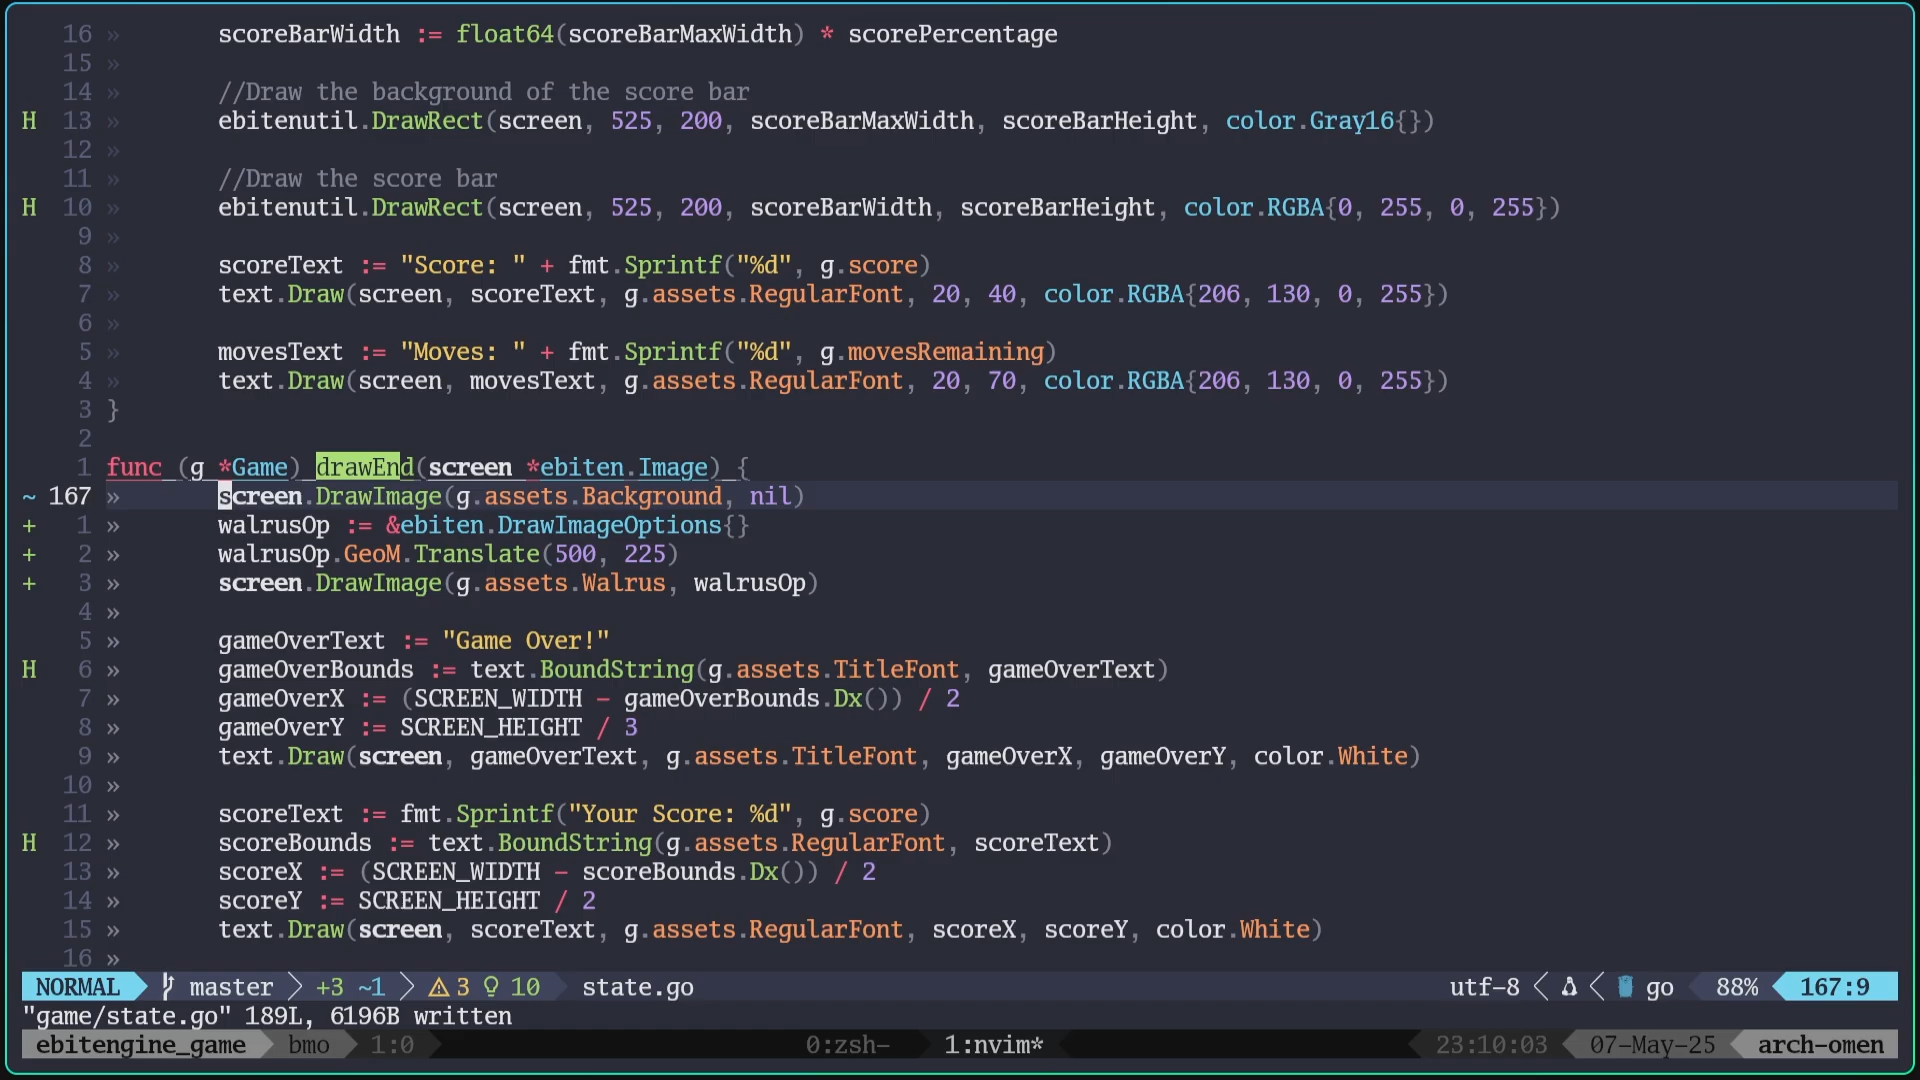 16 »       scoreBarWidth := float64(scoreBarMaxWidth) * scorePercentage
15 »
14 »       //Draw the background of the score bar
H 13 »       ebitenutil.DrawRect(screen, 525, 200, scoreBarMaxWidth, scoreBarHeight, color.Gray16{})
12 »
11 »       //Draw the score bar
H 10 »       ebitenutil.DrawRect(screen, 525, 200, scoreBarWidth, scoreBarHeight, color.RGBA{0, 255, 0, 255})
9 »
8 »       scoreText := "Score: " + fmt.Sprintf("%d", g.score)
7 »       text.Draw(screen, scoreText, g.assets.RegularFont, 20, 40, color.RGBA{206, 130, 0, 255})
6 »
5 »       movesText := "Moves: " + fmt.Sprintf("%d", g.movesRemaining)
4 »       text.Draw(screen, movesText, g.assets.RegularFont, 20, 70, color.RGBA{206, 130, 0, 255})
3 }
2
1 func (g *Game) drawEnd(screen *ebiten.Image) {
~ 167 »       screen.DrawImage(g.assets.Background, nil)
+ 1 »       walrusOp := &ebiten.DrawImageOptions{}
+ 2 »       walrusOp.GeoM.Translate(500, 225)
+ 3 »       screen.DrawImage(g.assets.Walrus, walrusOp)
4 »
5 »       gameOverText := "Game Over!"
H 6 »       gameOverBounds := text.BoundString(g.assets.TitleFont, gameOverText)
7 »       gameOverX := (SCREEN_WIDTH - gameOverBounds.Dx()) / 2
8 »       gameOverY := SCREEN_HEIGHT / 3
9 »       text.Draw(screen, gameOverText, g.assets.TitleFont, gameOverX, gameOverY, color.White)
10 »
11 »       scoreText := fmt.Sprintf("Your Score: %d", g.score)
H 12 »       scoreBounds := text.BoundString(g.assets.RegularFont, scoreText)
13 »       scoreX := (SCREEN_WIDTH - scoreBounds.Dx()) / 2
14 »       scoreY := SCREEN_HEIGHT / 2
15 »       text.Draw(screen, scoreText, g.assets.RegularFont, scoreX, scoreY, color.White)
16 »
NORMAL master +3 ~1 3 10 state.go utf-8 go 88% 167:9
"game/state.go" 189L, 6196B written
ebitengine_game bmo 1:0 0:zsh- 1:nvim* 23:10:03 07-May-25 arch-omen